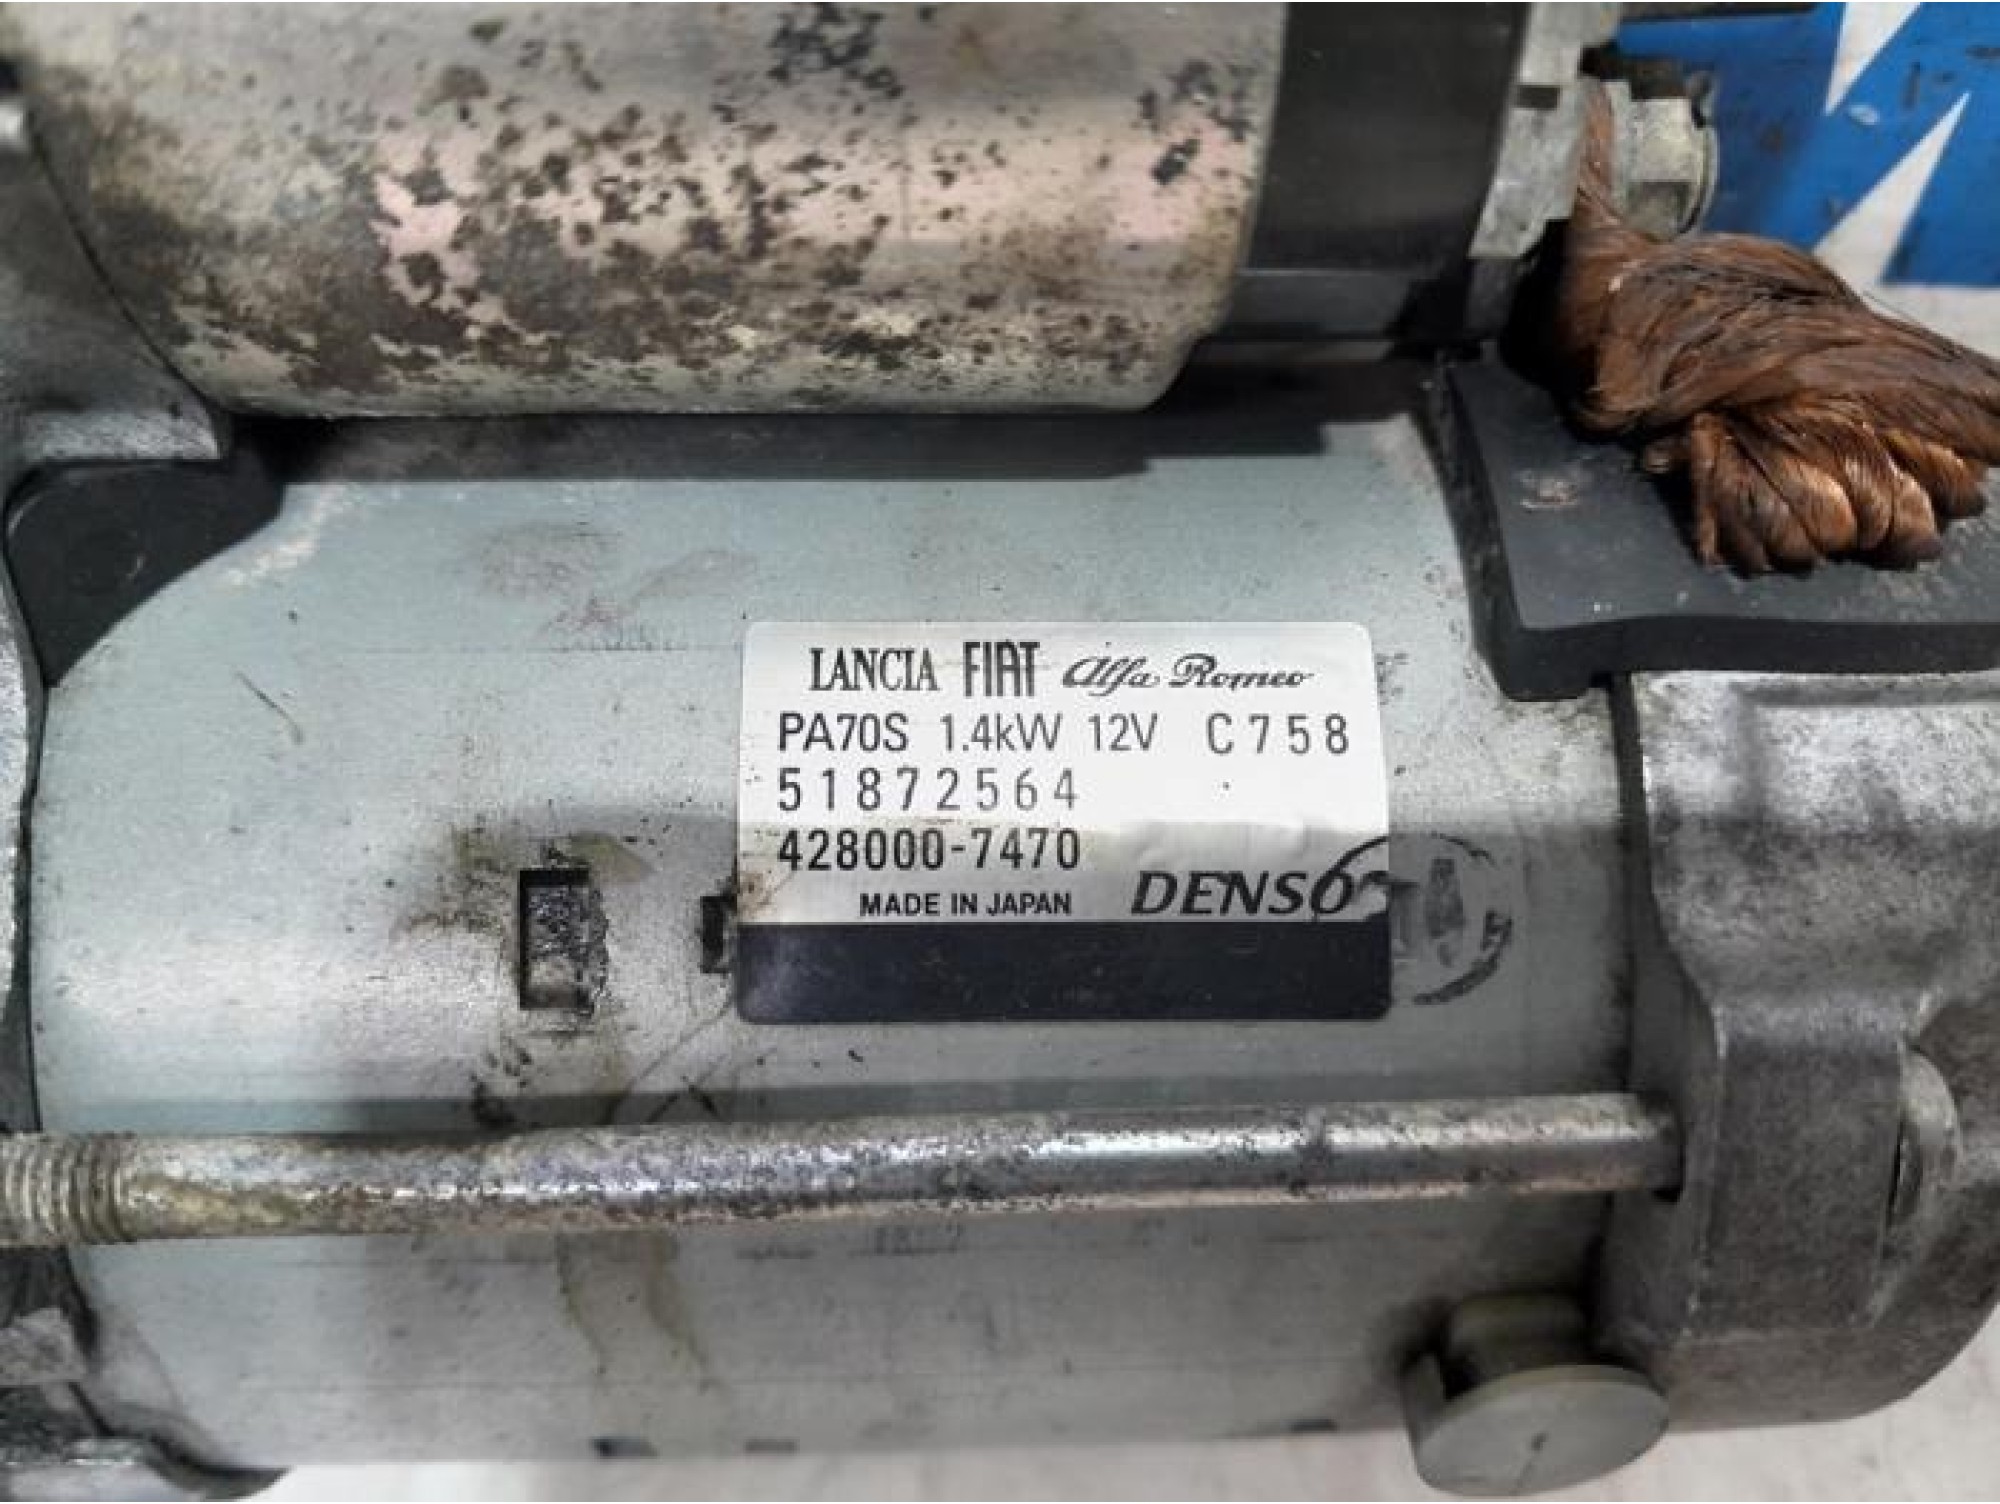 LANCIA FIAT Alfa Romeo
PA70S 1.4kW 12V C758
51872564
428000-7470
MADE IN JAPAN DENSO